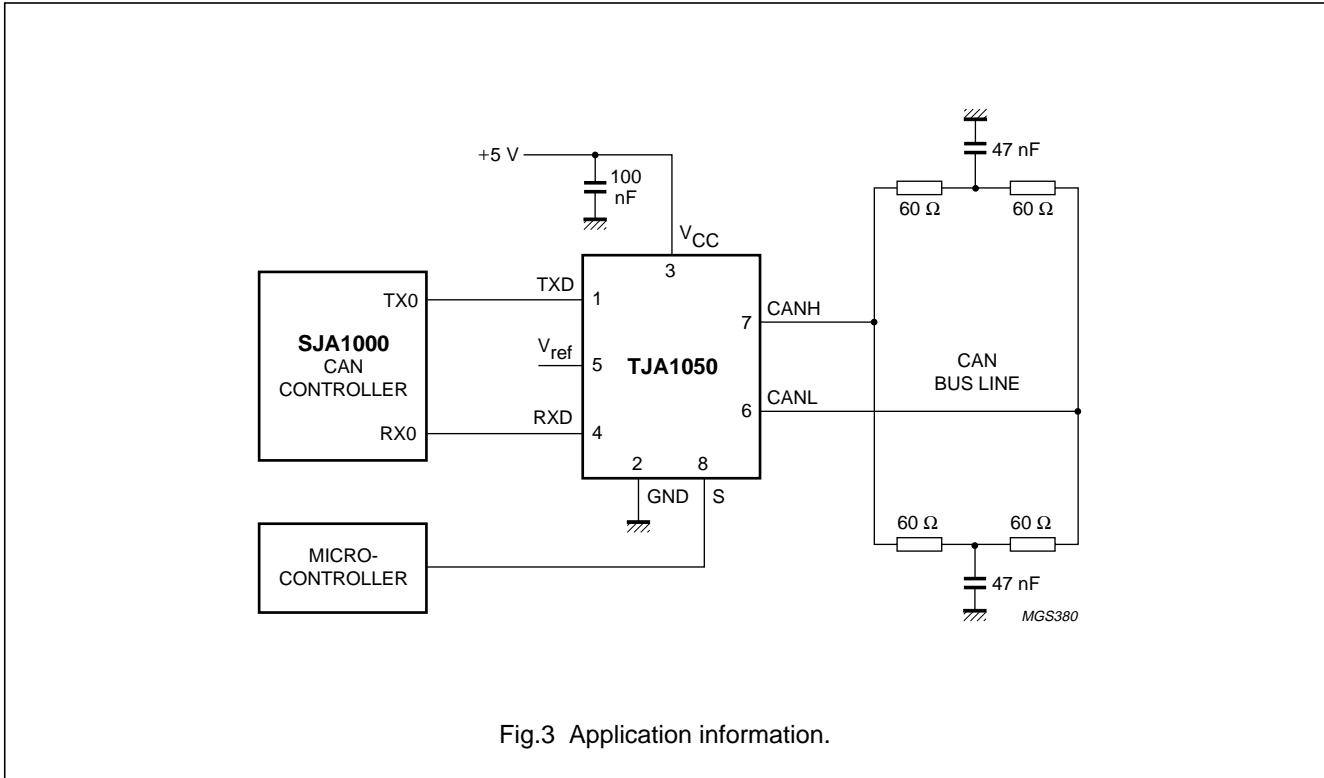 +5 V
100
nF
47 nF
60 Ω
60 Ω
VCC
3
SJA1000
CAN
CONTROLLER
TX0
RX0
TXD
1
Vref
5
RXD
4
TJA1050
7
CANH
6
CANL
2
8
GND
S
CAN
BUS LINE
MICRO-
CONTROLLER
60 Ω
60 Ω
47 nF
MGS380
Fig.3 Application information.